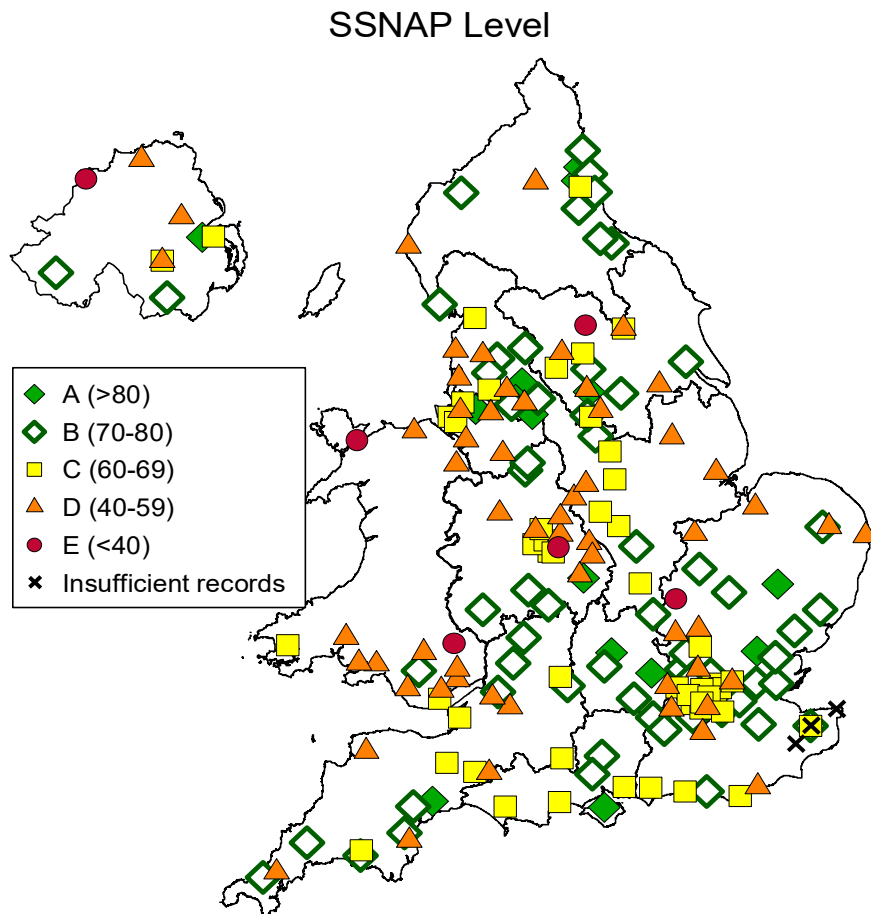 SSNAP Level
A (>80)
B (70-80)
C (60-69)
D (40-59)
E (<40)
Insufficient records